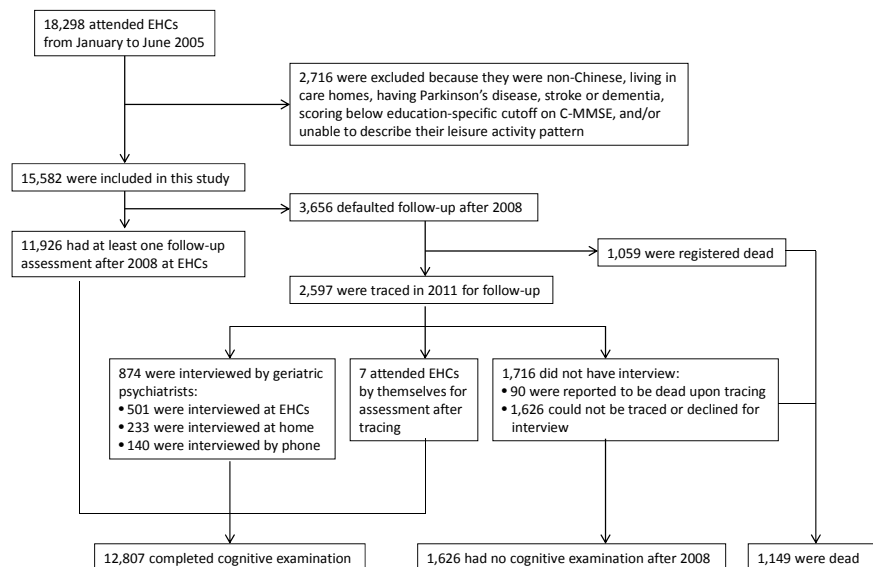 18,298 attended EHCs
from January to June 2005
2,716 were excluded because they were non-Chinese, living in
care homes, having Parkinson's disease, stroke or dementia,
scoring below education-specific cutoff on C-MMSE, and/or
unable to describe their leisure activity pattern
15,582 were included in this study
3,656 defaulted follow-up after 2008
11,926 had at least one follow-up
assessment after 2008 at EHCs
1,059 were registered dead
2,597 were traced in 2011 for follow-up
874 were interviewed by geriatric
psychiatrists:
• 501 were interviewed at EHCs
• 233 were interviewed at home
• 140 were interviewed by phone
7 attended EHCs
by themselves for
assessment after
tracing
1,716 did not have interview:
• 90 were reported to be dead upon tracing
• 1,626 could not be traced or declined for
interview
12,807 completed cognitive examination
1,626 had no cognitive examination after 2008
1,149 were dead